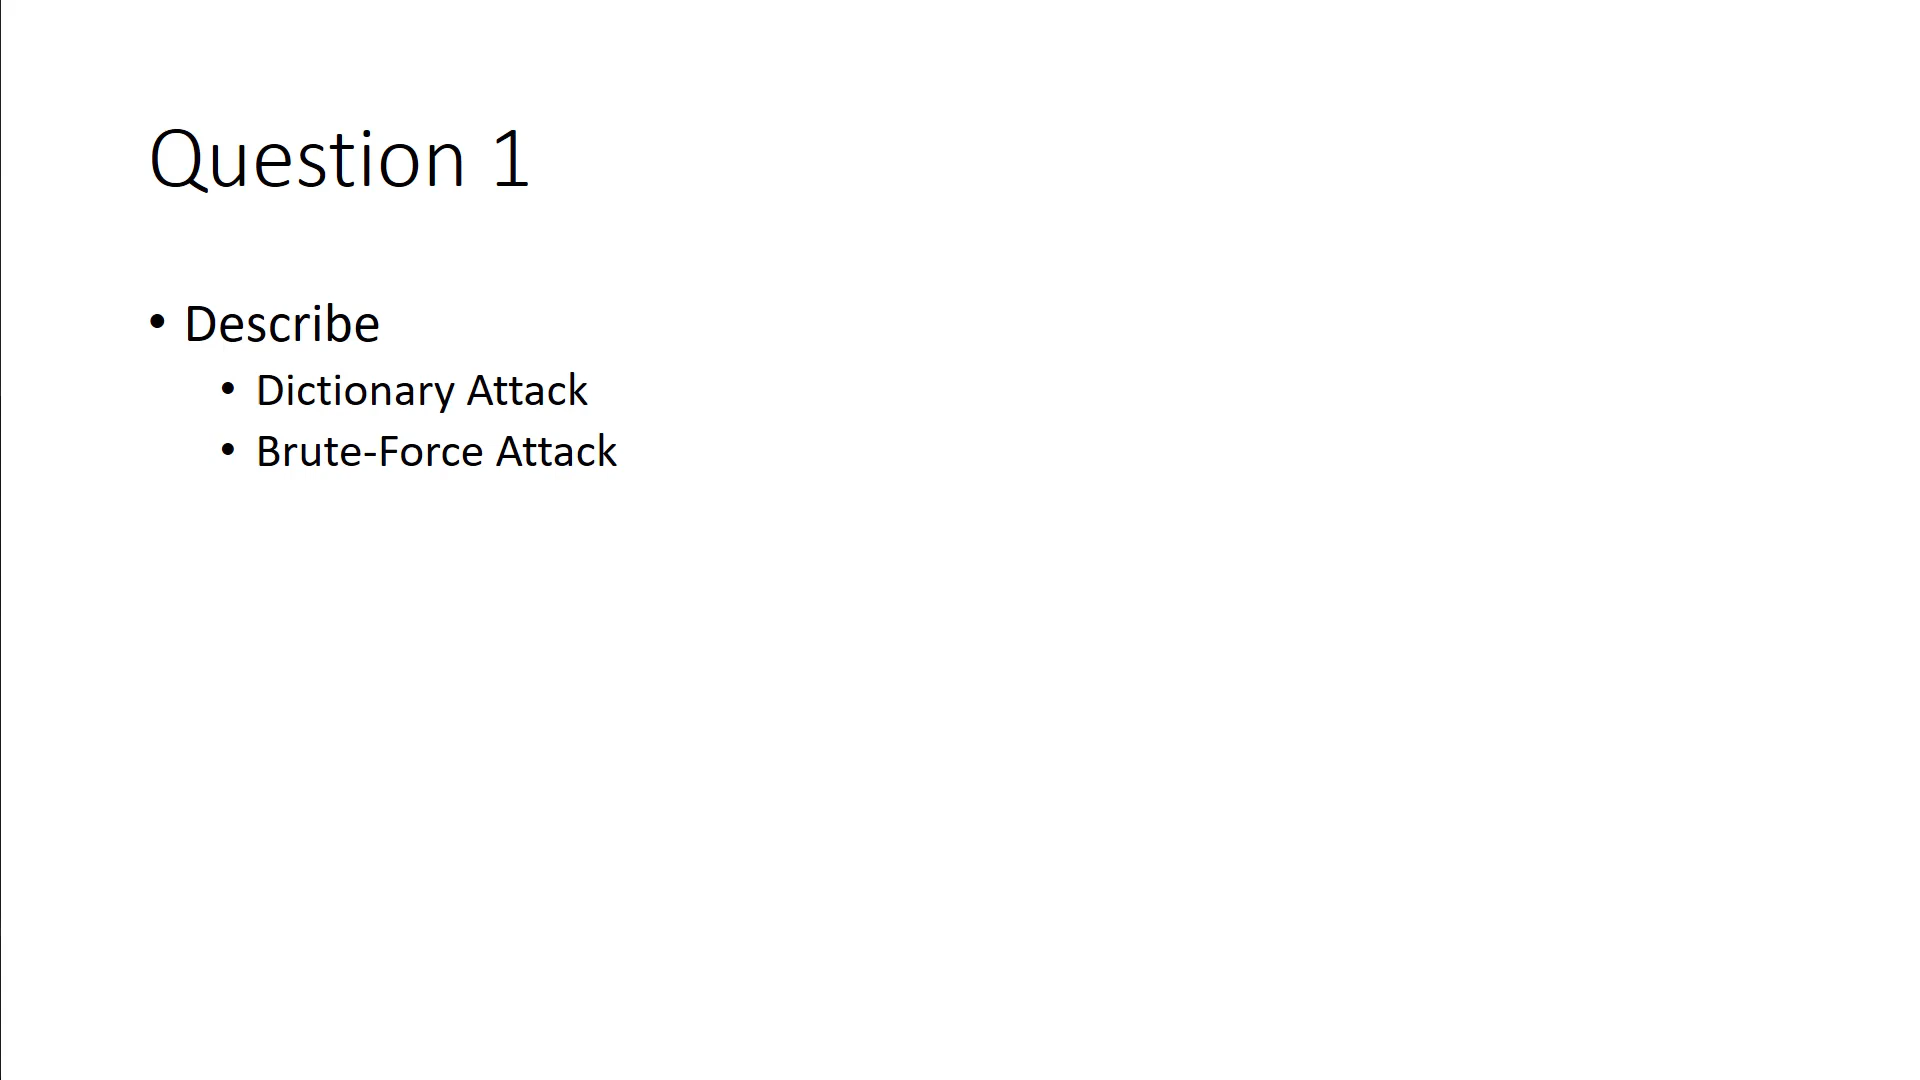 Question 1
• Describe
• Dictionary Attack
• Brute-Force Attack